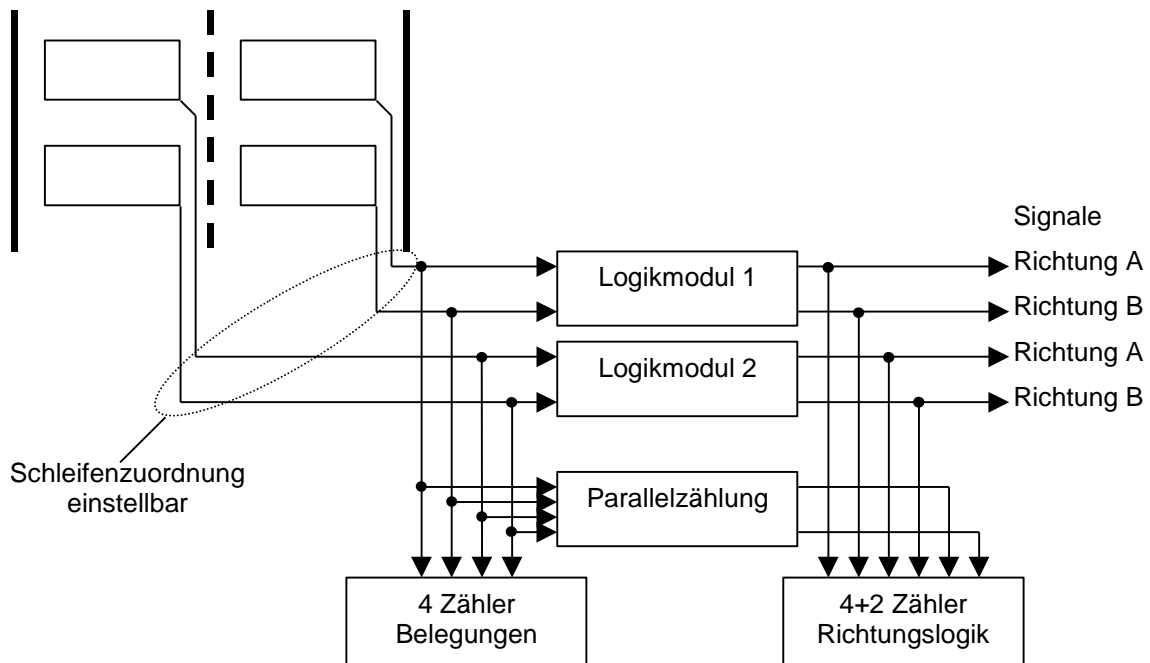 Signale
Logikmodul 1
Richtung A
Richtung B
Logikmodul 2
Richtung A
Richtung B
Schleifenzuordnung
einstellbar
Parallelzählung
4 Zähler
Belegungen
4+2 Zähler
Richtungslogik